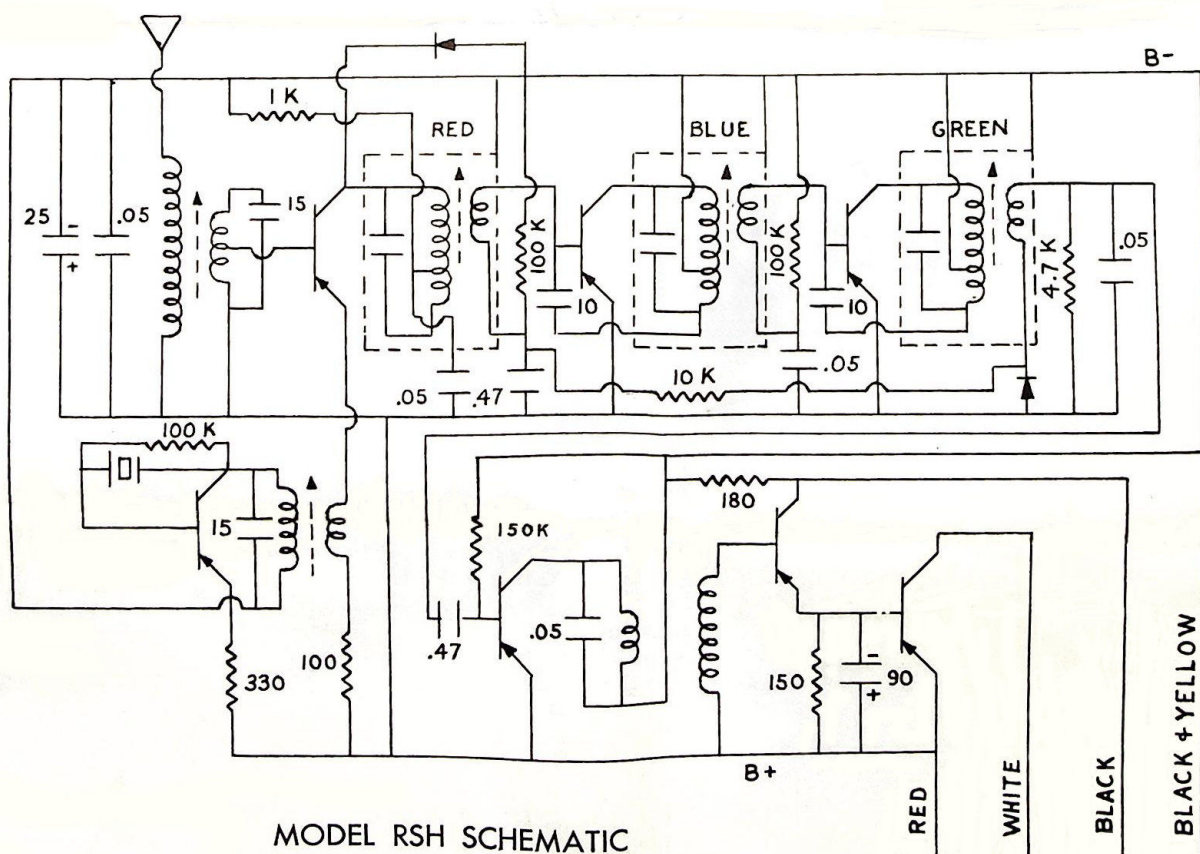 B-
1 K
RED
BLUE
GREEN
25
-
+
.05
15
100 K
10
100 K
10
4.7 K
.05
.05
.47
10 K
.05
100 K
15
180
150K
.47
.05
330
100
150
-
+
90
B+
RED
WHITE
BLACK
BLACK & YELLOW
MODEL RSH SCHEMATIC